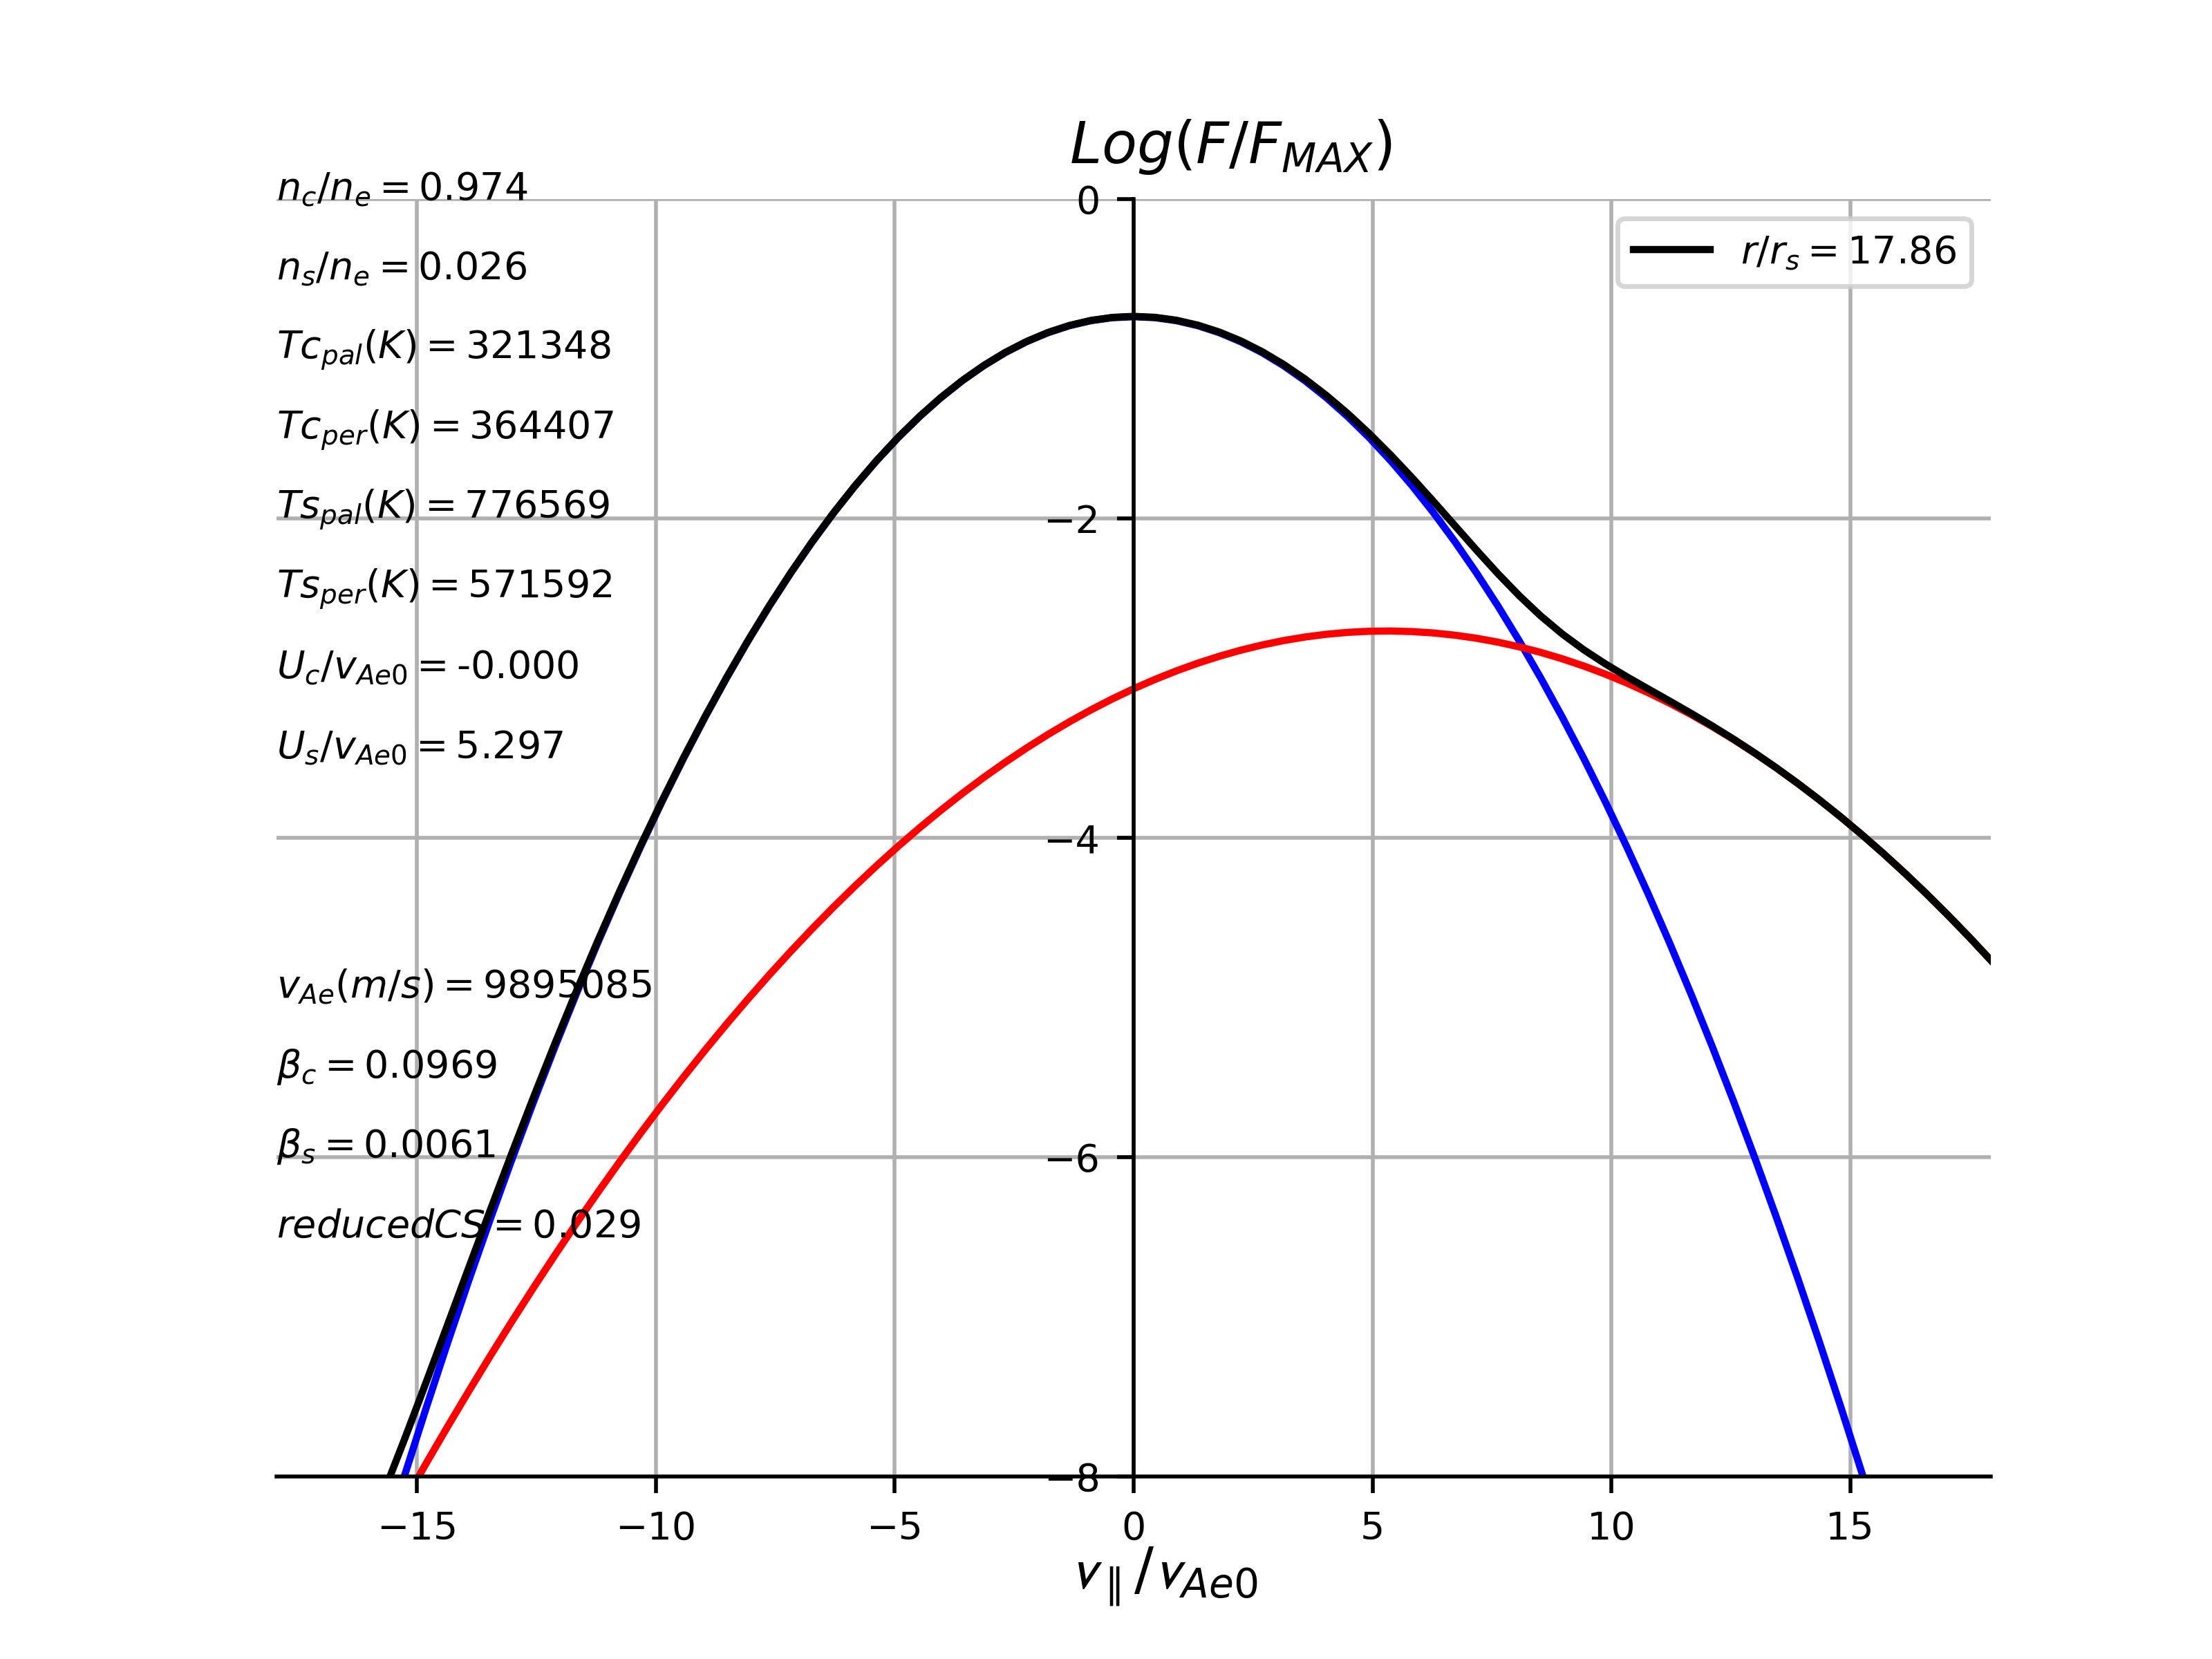 Log(F/F_MAX)
n_c/n_e = 0.974
n_s/n_e = 0.026
Tc_pal(K) = 321348
Tc_per(K) = 364407
Ts_pal(K) = 776569
Ts_per(K) = 571592
U_c/v_Ae0 = -0.000
U_s/v_Ae0 = 5.297
v_Ae(m/s) = 9895085
β_c = 0.0969
β_s = 0.0061
reducedCS = 0.029
r/r_s = 17.86
0
−2
−4
−6
−8
−15 −10 −5 0 5 10 15
v_∥/v_Ae0